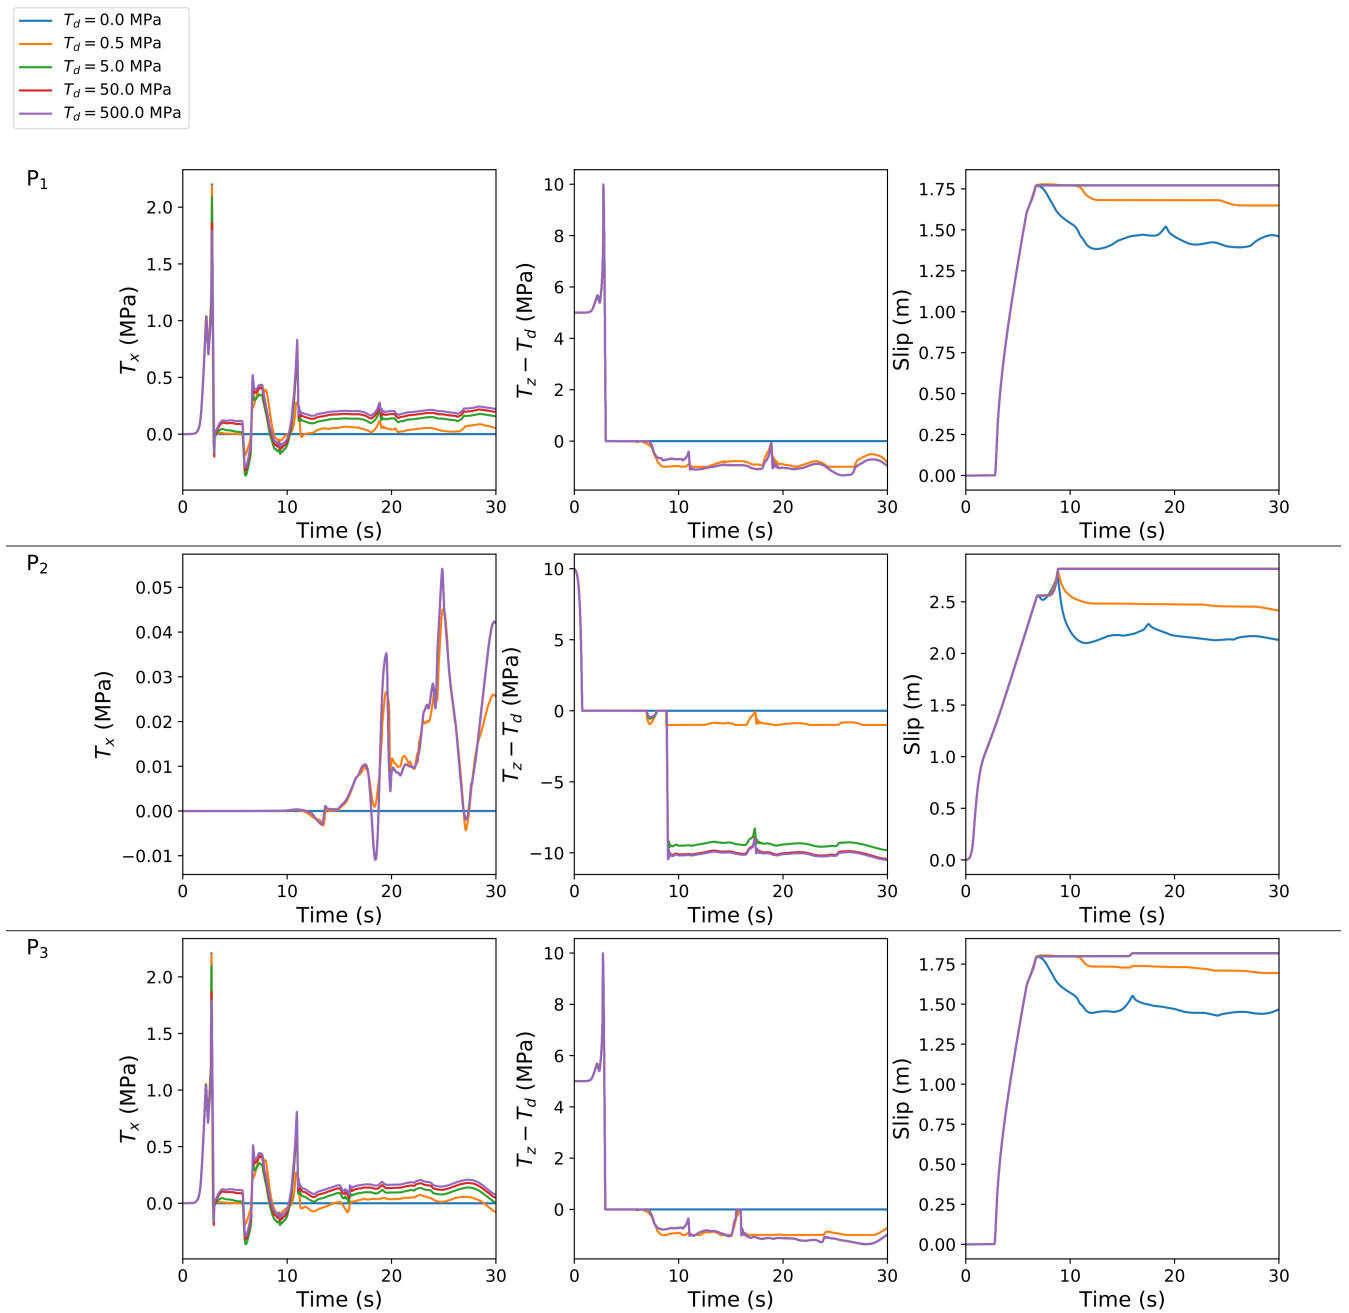 T_d = 0.0 MPa
T_d = 0.5 MPa
T_d = 5.0 MPa
T_d = 50.0 MPa
T_d = 500.0 MPa
P₁
T_x (MPa)
2.0
1.5
1.0
0.5
0.0
0 10 20 30
Time (s)
T_z − T_d (MPa)
10
8
6
4
2
0
0 10 20 30
Time (s)
Slip (m)
1.75
1.50
1.25
1.00
0.75
0.50
0.25
0.00
0 10 20 30
Time (s)
P₂
T_x (MPa)
0.05
0.04
0.03
0.02
0.01
0.00
−0.01
0 10 20 30
Time (s)
T_z − T_d (MPa)
10
5
0
−5
−10
0 10 20 30
Time (s)
Slip (m)
2.5
2.0
1.5
1.0
0.5
0.0
0 10 20 30
Time (s)
P₃
T_x (MPa)
2.0
1.5
1.0
0.5
0.0
0 10 20 30
Time (s)
T_z − T_d (MPa)
10
8
6
4
2
0
0 10 20 30
Time (s)
Slip (m)
1.75
1.50
1.25
1.00
0.75
0.50
0.25
0.00
0 10 20 30
Time (s)